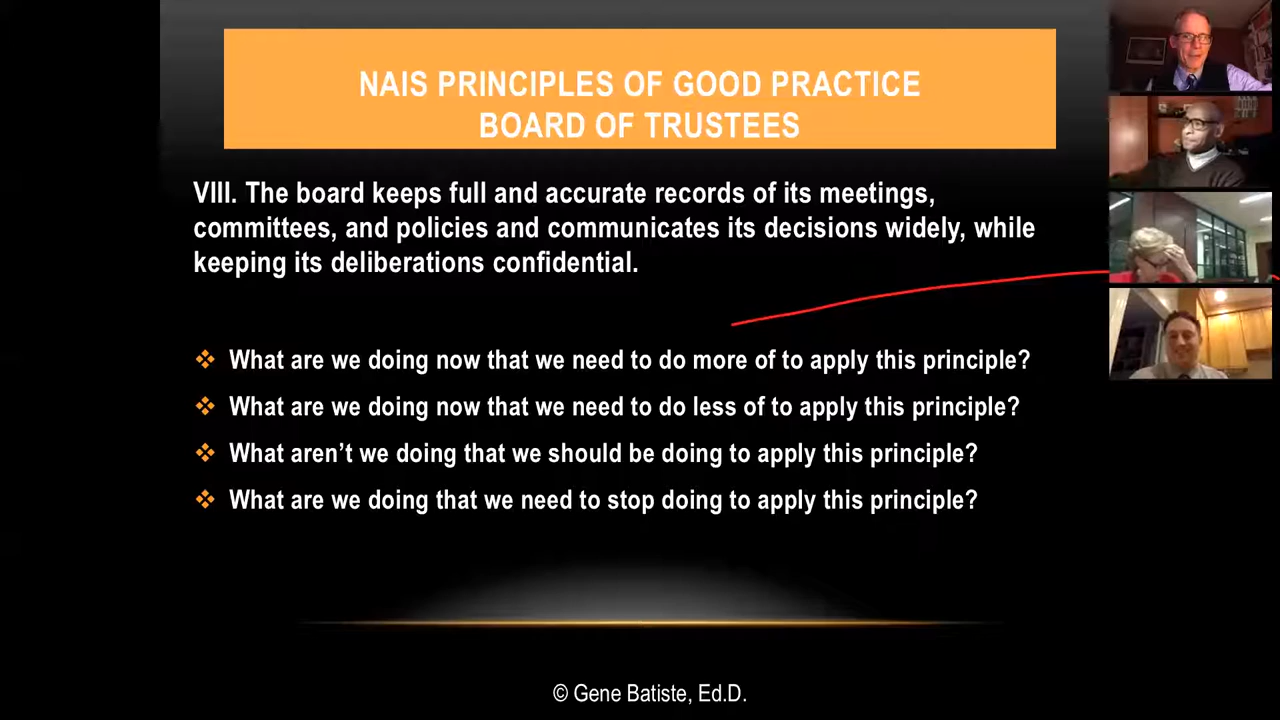 NAIS PRINCIPLES OF GOOD PRACTICE
BOARD OF TRUSTEES
VIII. The board keeps full and accurate records of its meetings,
committees, and policies and communicates its decisions widely, while
keeping its deliberations confidential.
What are we doing now that we need to do more of to apply this principle?
What are we doing now that we need to do less of to apply this principle?
What aren’t we doing that we should be doing to apply this principle?
What are we doing that we need to stop doing to apply this principle?
© Gene Batiste, Ed.D.